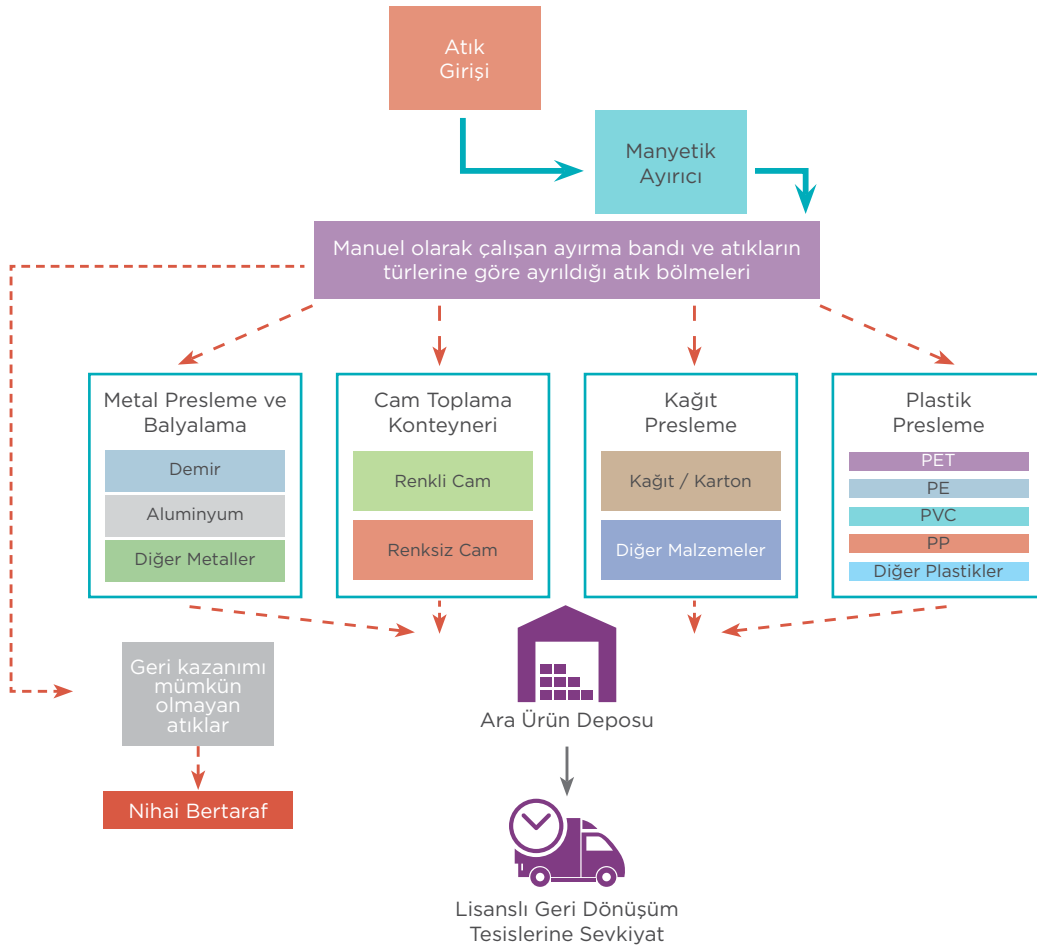 Atık
Girişi
Manyetik
Ayırıcı
Manuel olarak çalışan ayırma bandı ve atıkların
türlerine göre ayrıldığı atık bölmeleri
Metal Presleme ve
Balyalama
Demir
Aluminyum
Diğer Metaller
Cam Toplama
Konteyneri
Renkli Cam
Renksiz Cam
Kağıt
Presleme
Kağıt / Karton
Diğer Malzemeler
Plastik
Presleme
PET
PE
PVC
PP
Diğer Plastikler
Geri kazanımı
mümkün
olmayan
atıklar
Nihai Bertaraf
Ara Ürün Deposu
Lisanslı Geri Dönüşüm
Tesislerine Sevkiyat